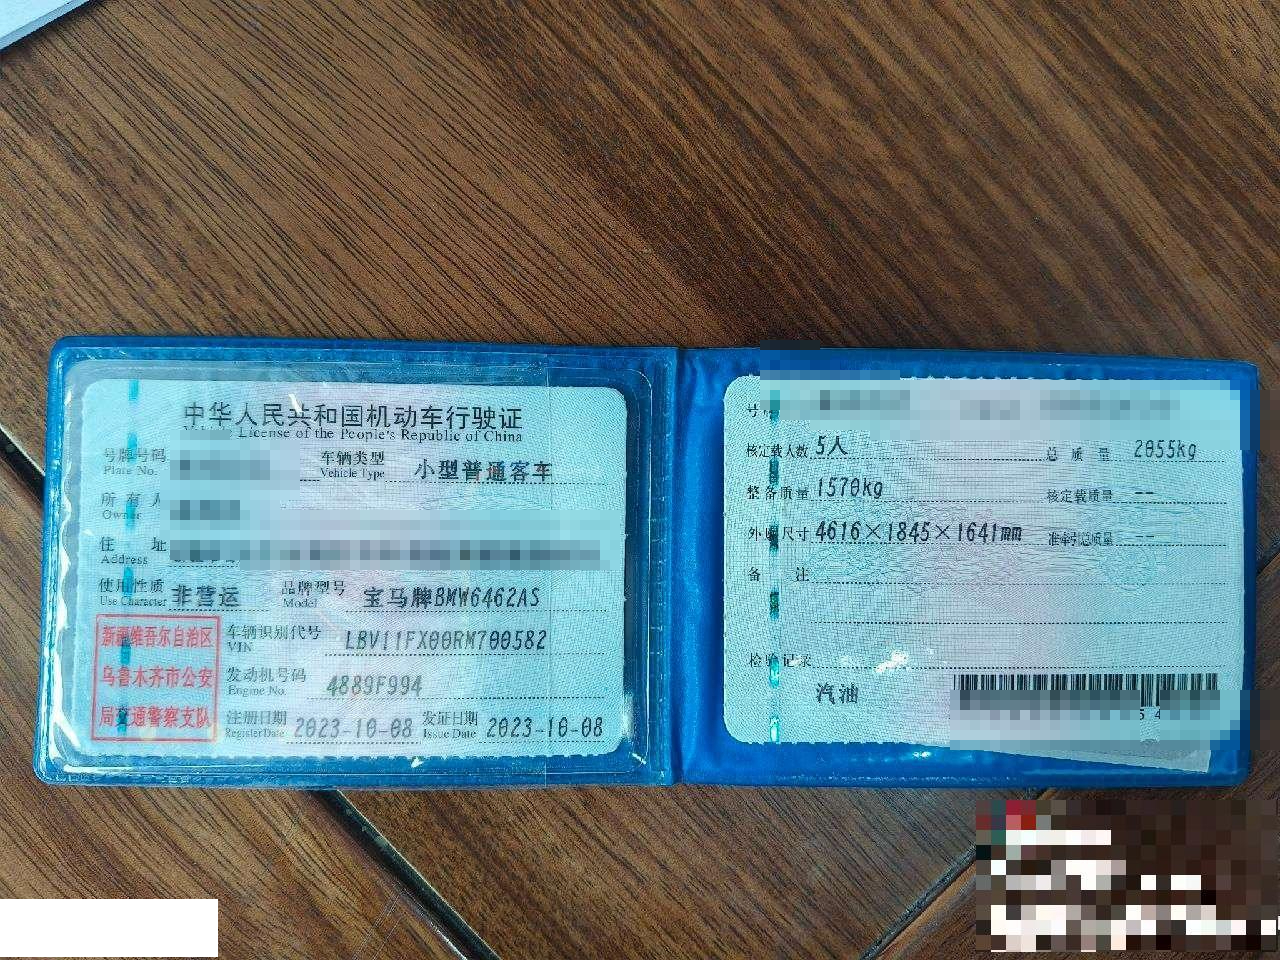 中华人民共和国机动车行驶证
License of the People's Republic of China
号牌号码 车辆类型 小型普通客车
Plate No. Vehicle Type
所有人
Owner
住 址
Address
使用性质 非营运 品牌型号 宝马牌BMW6462AS
Use Character Model
新疆维吾尔自治区
乌鲁木齐市公安
局交通警察支队
车辆识别代号 LBV11FX00RM700582
VIN
发动机号码 4889F994
Engine No.
注册日期 2023-10-08 发证日期 2023-10-08
Register Date Issue Date
号
核定载人数 5人 总 质 量 2055kg
整备质量 1570kg 核定载质量 --
外廓尺寸 4616×1845×1641mm 准牵引总质量 --
备 注
检验记录
汽油